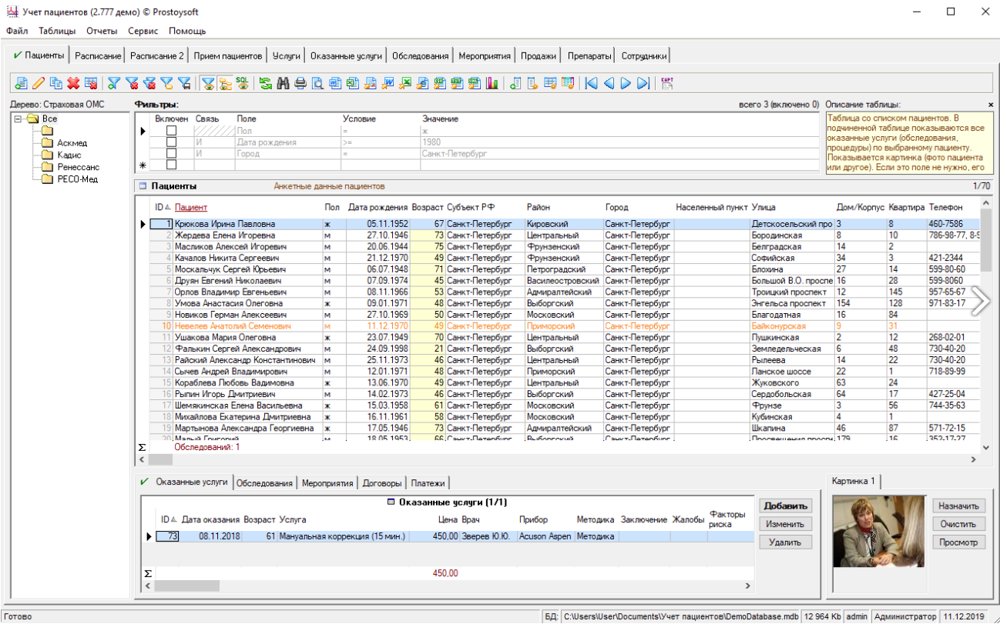 Учет пациентов (2.777 демо) © Prostoysoft
Файл Таблицы Отчеты Сервис Помощь
Пациенты Расписание Расписание 2 Прием пациентов Услуги Оказанные услуги Обследования Мероприятия Продажи Препараты Сотрудники
SQL КАРТ
Дерево: Страховая ОМС
Все
Аскмед
Кадис
Ренессанс
РЕСО-Мед
Фильтры: всего 3 (включено 0)
Включен Связь Поле Условие Значение
Пол = ж
И Дата рождения >= 1980
И Город = Санкт-Петербург
Описание таблицы:
Таблица со списком пациентов. В
подчиненной таблице показываются все
оказанные услуги (обследования,
процедуры) по выбранному пациенту.
Показывается картинка (фото пациента
или другое). Если это поле не нужно, его
Пациенты Анкетные данные пациентов 1/70
ID Пациент Пол Дата рождения Возраст Субъект РФ Район Город Населенный пункт Улица Дом/Корпус Квартира Телефон
1 Крюкова Ирина Павловна ж 05.11.1952 67 Санкт-Петербург Кировский Санкт-Петербург Детскосельский про 3 8 460-7586
2 Жердева Елена Игоревна м 27.10.1946 73 Санкт-Петербург Центральный Санкт-Петербург Бородинская 8 10 786-98-77, 8-9
3 Масликов Алексей Игоревич м 20.06.1944 75 Санкт-Петербург Фрунзенский Санкт-Петербург Белградская 14 2
4 Качалов Никита Сергеевич м 21.12.1970 49 Санкт-Петербург Фрунзенский Санкт-Петербург Софийская 34 3 421-2344
5 Москальчук Сергей Юрьевич м 06.07.1948 71 Санкт-Петербург Петроградский Санкт-Петербург Блохина 27 14 599-80-60
6 Друян Евгений Николаевич м 07.09.1974 45 Санкт-Петербург Василеостровский Санкт-Петербург Большой В.О. проспе 16 28 599-8060
7 Орлов Владимир Евгеньевич м 08.11.1966 53 Санкт-Петербург Адмиралтейский Санкт-Петербург Троицкий проспект 12 145 957-65-67
8 Умова Анастасия Олеговна ж 09.01.1971 48 Санкт-Петербург Выборгский Санкт-Петербург Энгельса проспект 154 128 971-83-17
9 Новиков Герман Алексеевич м 27.10.1969 50 Санкт-Петербург Московский Санкт-Петербург Благодатная 16 84
10 Невелев Анатолий Семенович м 11.12.1970 49 Санкт-Петербург Приморский Санкт-Петербург Байконурская 9 31
11 Ушакова Мария Олеговна ж 23.07.1949 70 Санкт-Петербург Центральный Санкт-Петербург Пушкинская 2 12 268-02-01
12 Фалькин Сергей Александрович м 24.09.1998 21 Санкт-Петербург Выборгский Санкт-Петербург Земледельческая 6 48 730-40-20
13 Райский Александр Константинович м 25.11.1973 46 Санкт-Петербург Центральный Санкт-Петербург Рылеева 14 22 730-40-20
14 Сычев Андрей Владимирович м 12.01.1971 48 Санкт-Петербург Приморский Санкт-Петербург Ланское шоссе 22 1 718-89-99
15 Кораблева Любовь Вадимовна ж 13.06.1970 49 Санкт-Петербург Центральный Санкт-Петербург Жуковского 63 24
16 Рыпин Игорь Дмитриевич м 14.02.1973 46 Санкт-Петербург Выборгский Санкт-Петербург Сердобольская 64 17 427-25-04
17 Шемякинская Елена Васильевна ж 15.03.1958 61 Санкт-Петербург Московский Санкт-Петербург Фрунзе 3 56 744-35-63
18 Михайлова Екатерина Дмитриевна ж 16.11.1961 58 Санкт-Петербург Московский Санкт-Петербург Кубинская 4 1
19 Мартынова Александра Георгиевна ж 17.05.1946 73 Санкт-Петербург Адмиралтейский Санкт-Петербург Шкапина 46 87 571-72-15
20 Малый Григорий м 18.05.1953 66 Санкт-Петербург Выборгский Санкт-Петербург Просвещения проспе 179 16 352-17-27
Σ Обследований: 1
Оказанные услуги Обследования Мероприятия Договоры Платежи
Оказанные услуги (1/1)
ID Дата оказания Возраст Услуга Цена Врач Прибор Методика Заключение Жалобы Факторы риска
73 08.11.2018 61 Мануальная коррекция (15 мин.) 450,00 Зверев Ю.Ю. Acuson Aspen Методика
Σ 450,00
Добавить
Изменить
Удалить
Картинка 1
Назначить
Очистить
Просмотр
Готово БД: C:\Users\User\Documents\Учет пациентов\DemoDatabase.mdb 12 964 Kb admin Администратор 11.12.2019